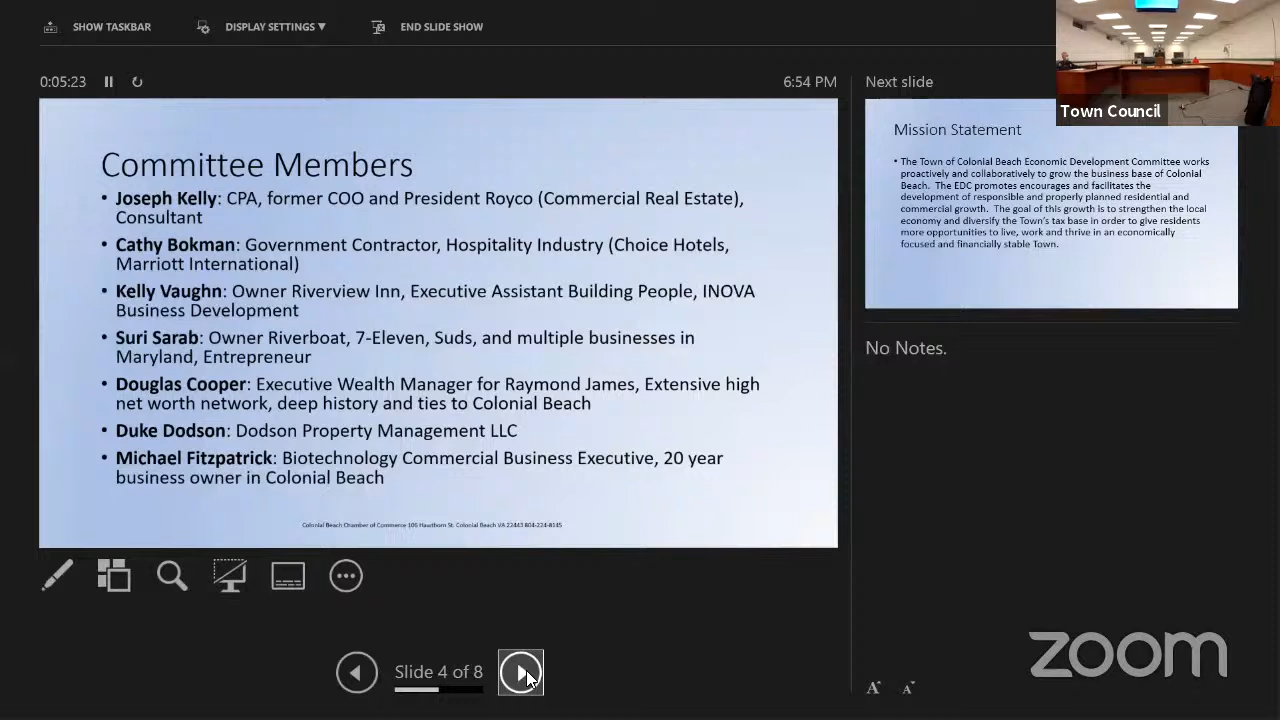 SHOW TASKBAR
DISPLAY SETTINGS ▼
END SLIDE SHOW
0:05:23
6:54 PM
Next slide
Town Council
Committee Members
• Joseph Kelly: CPA, former COO and President Royco (Commercial Real Estate),
Consultant
• Cathy Bokman: Government Contractor, Hospitality Industry (Choice Hotels,
Marriott International)
• Kelly Vaughn: Owner Riverview Inn, Executive Assistant Building People, INOVA
Business Development
• Suri Sarab: Owner Riverboat, 7-Eleven, Suds, and multiple businesses in
Maryland, Entrepreneur
• Douglas Cooper: Executive Wealth Manager for Raymond James, Extensive high
net worth network, deep history and ties to Colonial Beach
• Duke Dodson: Dodson Property Management LLC
• Michael Fitzpatrick: Biotechnology Commercial Business Executive, 20 year
business owner in Colonial Beach
Colonial Beach Chamber of Commerce 106 Hawthorn St. Colonial Beach VA 22443 804-224-8145
Mission Statement
• The Town of Colonial Beach Economic Development Committee works
proactively and collaboratively to grow the business base of Colonial
Beach. The EDC promotes encourages and facilitates the
development of responsible and properly planned residential and
commercial growth. The goal of this growth is to strengthen the local
economy and diversify the Town's tax base in order to give residents
more opportunities to live, work and thrive in an economically
focused and financially stable Town.
No Notes.
Slide 4 of 8
A A
zoom